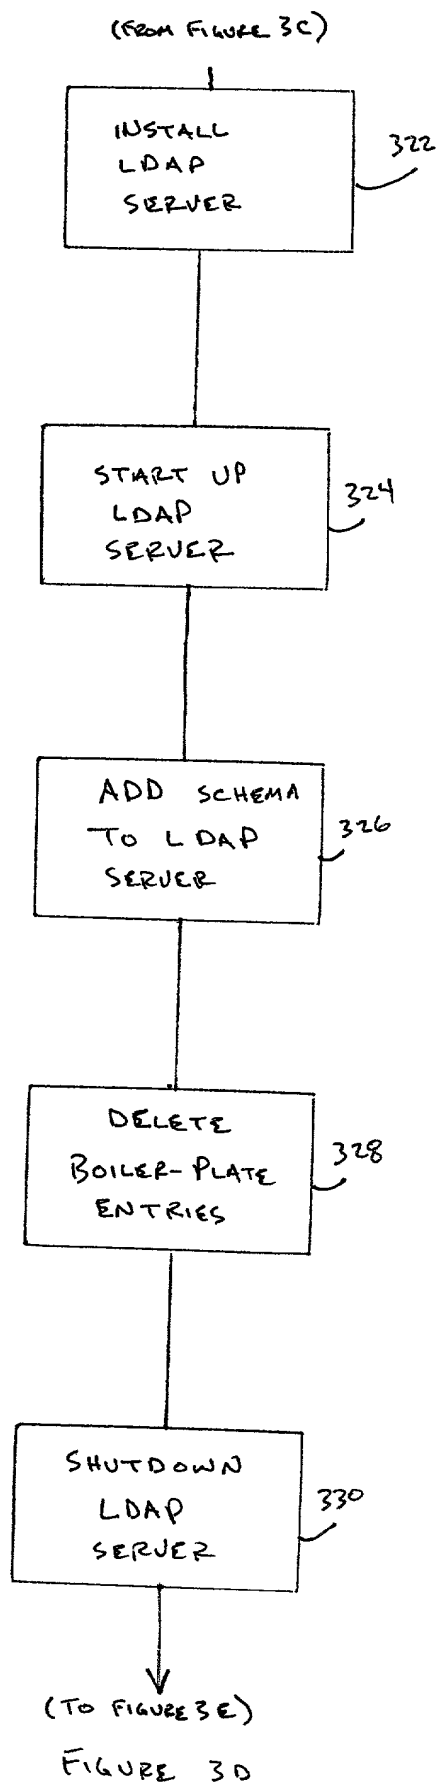 (FROM FIGURE 3C)
INSTALL
LDAP
SERVER
322
START UP
LDAP
SERVER
324
ADD SCHEMA
TO LDAP
SERVER
326
DELETE
BOILER-PLATE
ENTRIES
328
SHUTDOWN
LDAP
SERVER
330
(TO FIGURE 3E)
FIGURE 3D